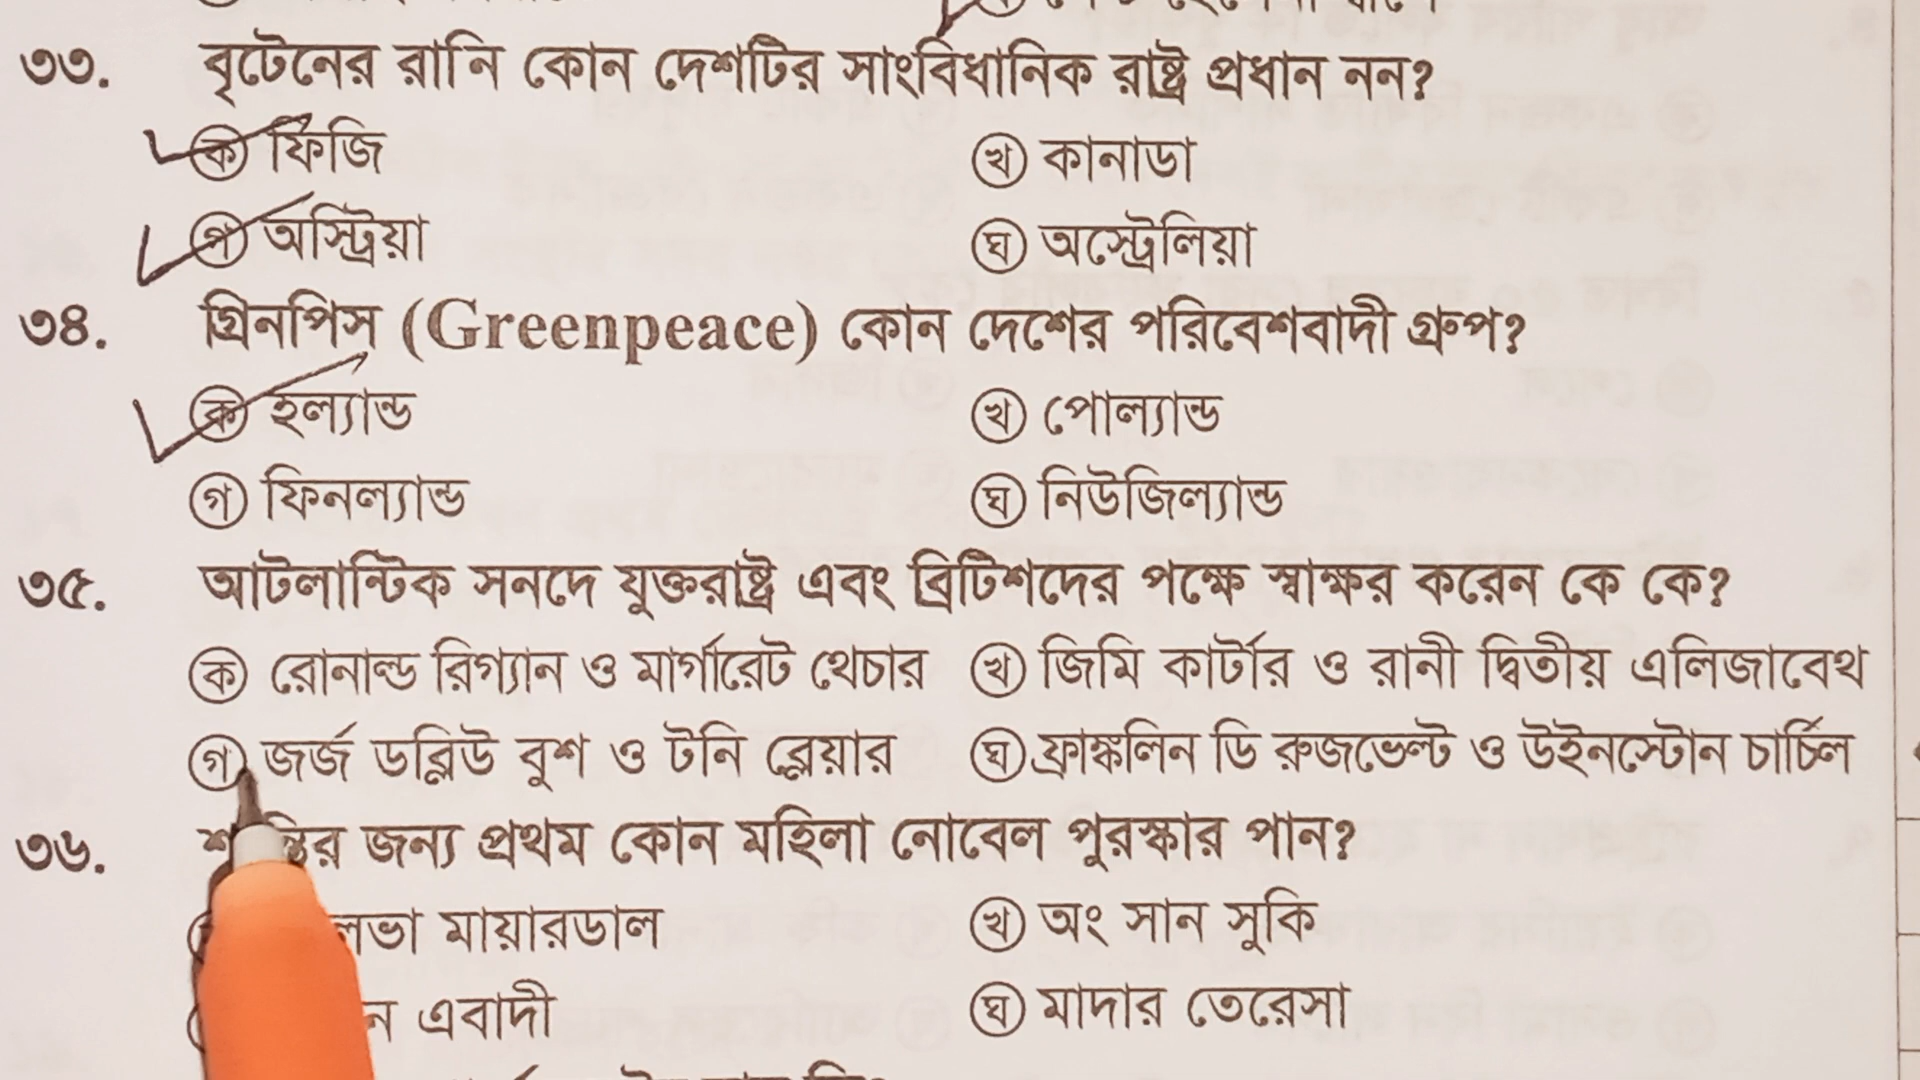 ৩৩. বৃটেনের রানি কোন দেশটির সাংবিধানিক রাষ্ট্র প্রধান নন?
ক ফিজি খ কানাডা
গ অস্ট্রিয়া ঘ অস্ট্রেলিয়া
৩৪. গ্রিনপিস (Greenpeace) কোন দেশের পরিবেশবাদী গ্রুপ?
ক হল্যান্ড খ পোল্যান্ড
গ ফিনল্যান্ড ঘ নিউজিল্যান্ড
৩৫. আটলান্টিক সনদে যুক্তরাষ্ট্র এবং ব্রিটিশদের পক্ষে স্বাক্ষর করেন কে কে?
ক রোনাল্ড রিগ্যান ও মার্গারেট থেচার খ জিমি কার্টার ও রানী দ্বিতীয় এলিজাবেথ
গ জর্জ ডব্লিউ বুশ ও টনি ব্লেয়ার ঘ ফ্রাঙ্কলিন ডি রুজভেল্ট ও উইনস্টোন চার্চিল
৩৬. জন্য প্রথম কোন মহিলা নোবেল পুরস্কার পান?
মায়ারডাল খ অং সান সুকি
এবাদী ঘ মাদার তেরেসা